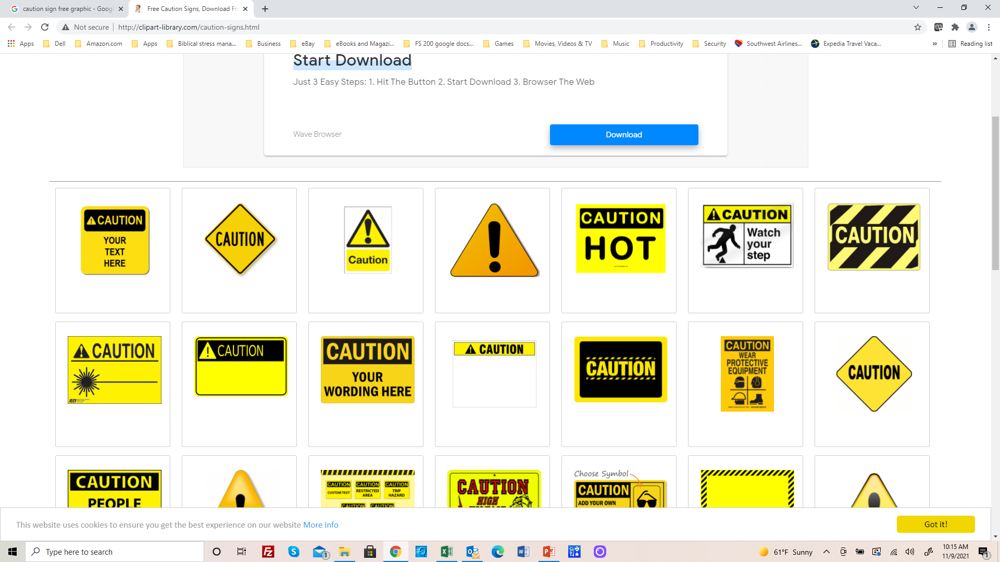 caution sign free graphic - Goog
Free Caution Signs, Download Fre
Not secure
http://clipart-library.com/caution-signs.html
Apps
Dell
Amazon.com
Apps
Biblical stress mana...
Business
eBay
eBooks and Magazi...
FS 200 google docs...
Games
Movies, Videos & TV
Music
Productivity
Security
Southwest Airlines...
Expedia Travel Vaca...
»
Reading list
Start Download
Just 3 Easy Steps: 1. Hit The Button 2. Start Download 3. Browser The Web
Wave Browser
Download
CAUTION
YOUR
TEXT
HERE
CAUTION
Caution
CAUTION
HOT
CAUTION
Watch
your
step
CAUTION
CAUTION
RCI
CAUTION
CAUTION
YOUR
WORDING HERE
CAUTION
CAUTION
CAUTION
WEAR
PROTECTIVE
EQUIPMENT
CAUTION
CAUTION
PEOPLE
CAUTION
CUSTOM TEXT
CAUTION
RESTRICTED
AREA
CAUTION
TRIP
HAZARD
CAUTION
CAUTION
CAUTION
HIGH
Choose Symbol
CAUTION
ADD YOUR OWN
This website uses cookies to ensure you get the best experience on our website More info
Got it!
Type here to search
1
61°F Sunny
10:15 AM
11/9/2021
1